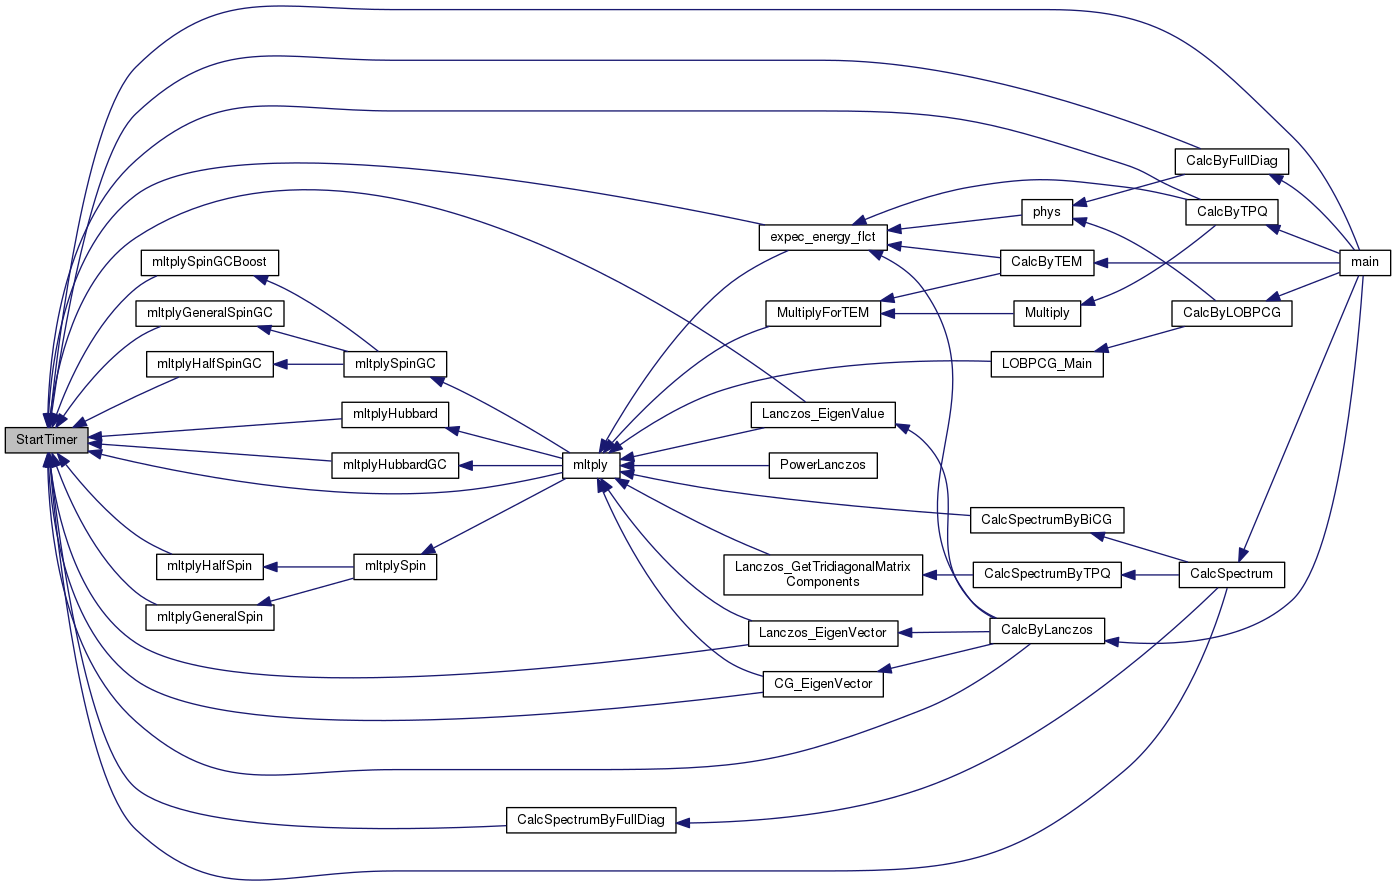 StartTimer
mltplySpinGCBoost
mltplyGeneralSpinGC
mltplyHalfSpinGC
mltplyHubbard
mltplyHubbardGC
mltplyHalfSpin
mltplyGeneralSpin
mltplySpinGC
mltplySpin
CalcSpectrumByFullDiag
mltply
expec_energy_flct
MultiplyForTEM
Lanczos_EigenValue
PowerLanczos
Lanczos_GetTridiagonalMatrix
Components
Lanczos_EigenVector
CG_EigenVector
phys
CalcByTEM
Multiply
LOBPCG_Main
CalcSpectrumByBiCG
CalcSpectrumByTPQ
CalcByLanczos
CalcByFullDiag
CalcByTPQ
CalcByLOBPCG
CalcSpectrum
main